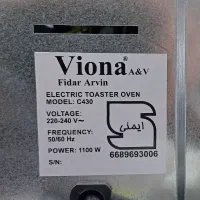 Viona® A&V
Fidar Arvin
ELECTRIC TOASTER OVEN
MODEL: C430
VOLTAGE:
220-240 V~
FREQUENCY:
50/60 Hz
POWER: 1100 W
S/N:
ایمنی
6689693006